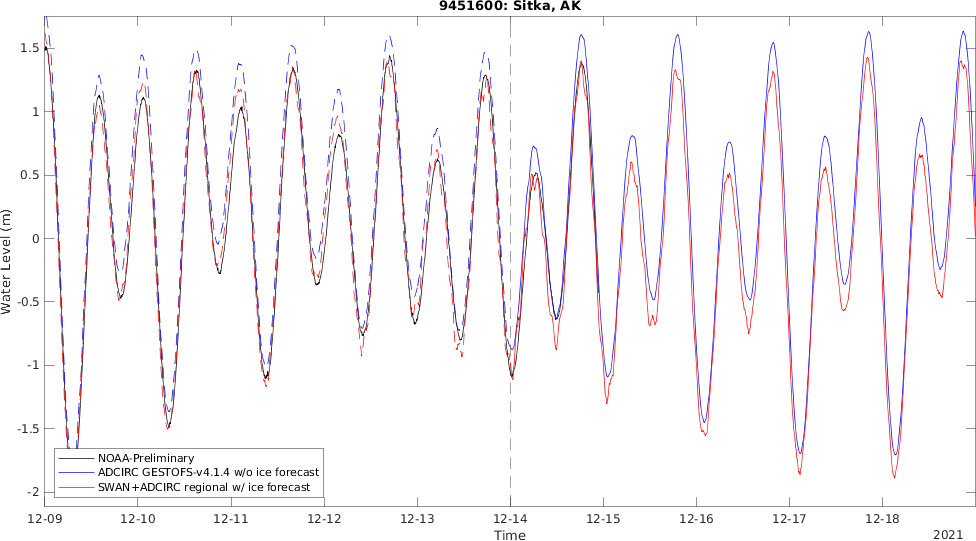 9451600: Sitka, AK
Water Level (m)
1.5
1
0.5
0
-0.5
-1
-1.5
-2
NOAA-Preliminary
ADCIRC GESTOFS-v4.1.4 w/o ice forecast
SWAN+ADCIRC regional w/ ice forecast
12-09 12-10 12-11 12-12 12-13 12-14 12-15 12-16 12-17 12-18
Time
2021